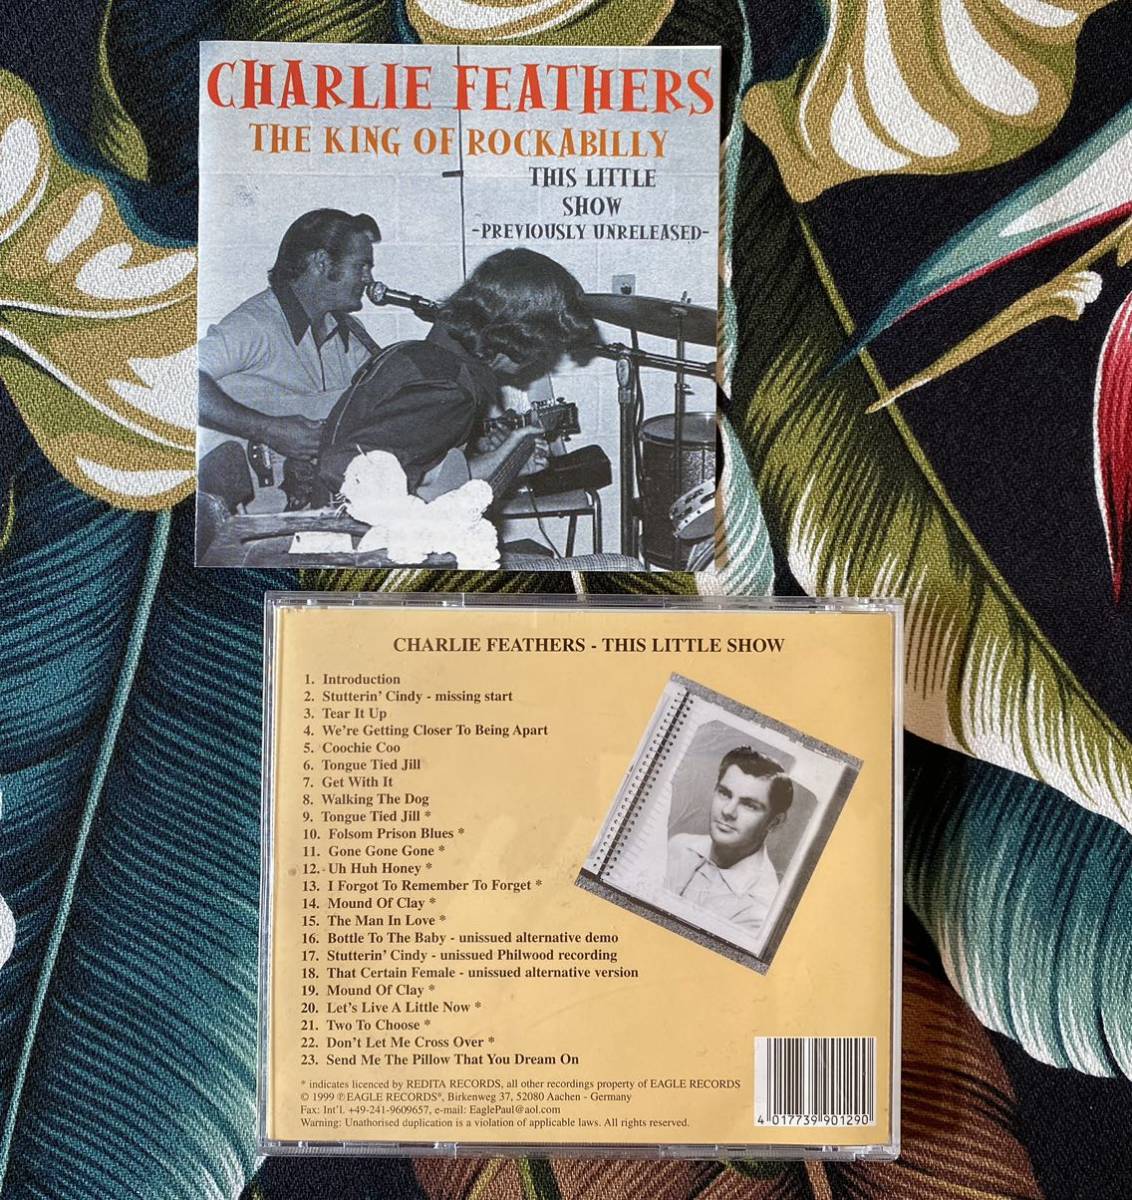 CHARLIE FEATHERS
THE KING OF ROCKABILLY
THIS LITTLE
SHOW
-PREVIOUSLY UNRELEASED-
CHARLIE FEATHERS - THIS LITTLE SHOW
1. Introduction
2. Stutterin' Cindy - missing start
3. Tear It Up
4. We're Getting Closer To Being Apart
5. Coochie Coo
6. Tongue Tied Jill
7. Get With It
8. Walking The Dog
9. Tongue Tied Jill *
10. Folsom Prison Blues *
11. Gone Gone Gone *
12. Uh Huh Honey *
13. I Forgot To Remember To Forget *
14. Mound Of Clay *
15. The Man In Love *
16. Bottle To The Baby - unissued alternative demo
17. Stutterin' Cindy - unissued Philwood recording
18. That Certain Female - unissued alternative version
19. Mound Of Clay *
20. Let's Live A Little Now *
21. Two To Choose *
22. Don't Let Me Cross Over *
23. Send Me The Pillow That You Dream On
* indicates licenced by REDITA RECORDS, all other recordings property of EAGLE RECORDS
© 1999 ℗ EAGLE RECORDS®, Birkenweg 37, 52080 Aachen - Germany
Fax: Int'l. +49-241-9609657, e-mail: EaglePaul@aol.com
Warning: Unathorised duplication is a violation of applicable laws. All rights reserved.
4 017739 901290